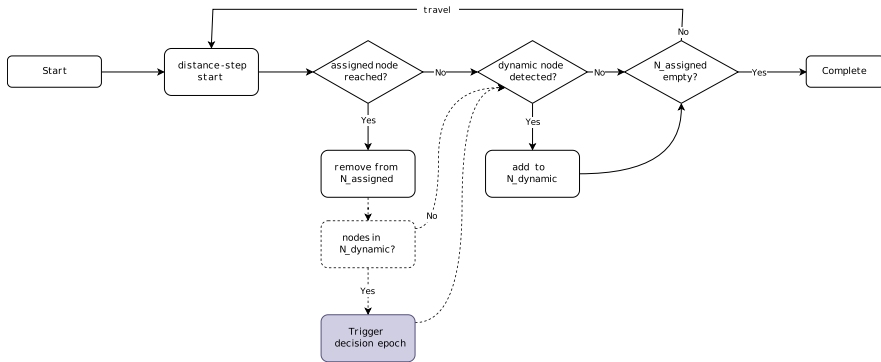 travel
No
Start
distance-step
start
assigned node
reached?
No
dynamic node
detected?
No
N_assigned
empty?
Yes
Complete
Yes
Yes
remove from
N_assigned
add to
N_dynamic
No
nodes in
N_dynamic?
Yes
Trigger
decision epoch